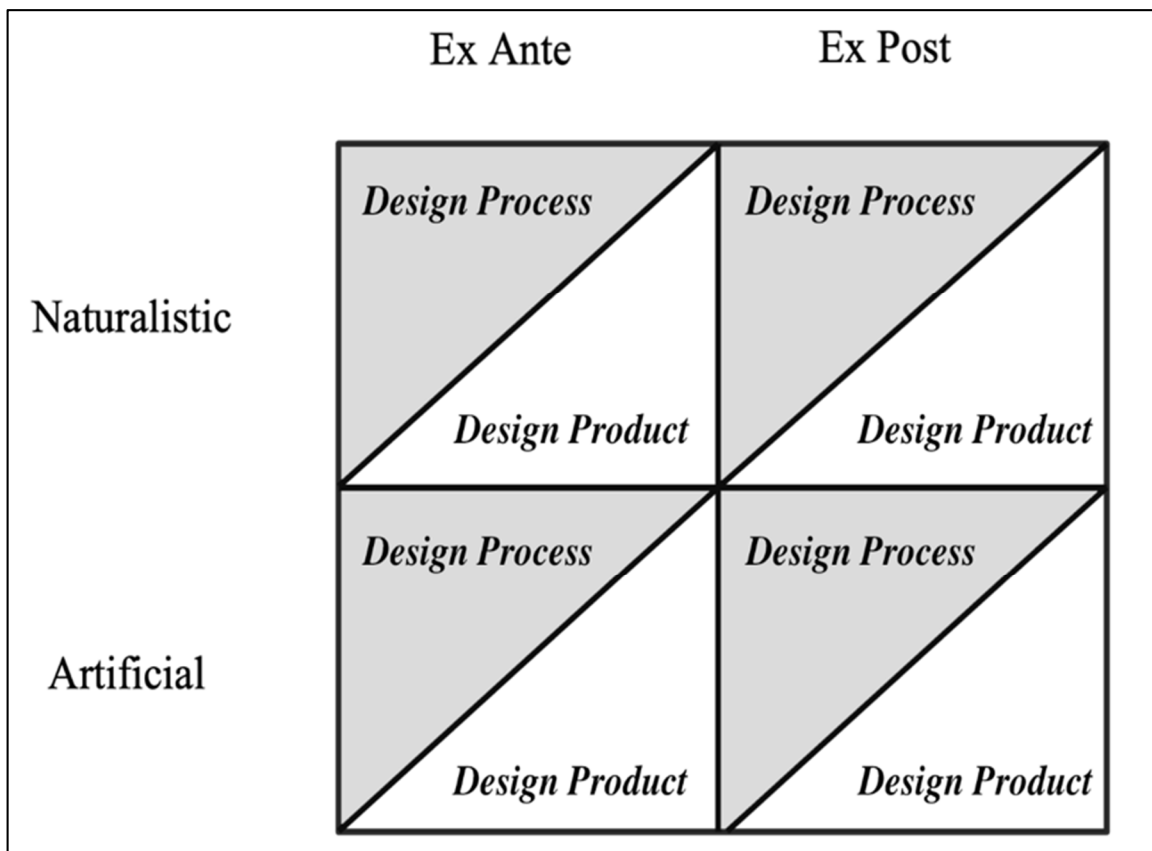 Ex Ante Ex Post
Design Process Design Process
Naturalistic
Design Product Design Product
Design Process Design Process
Artificial
Design Product Design Product